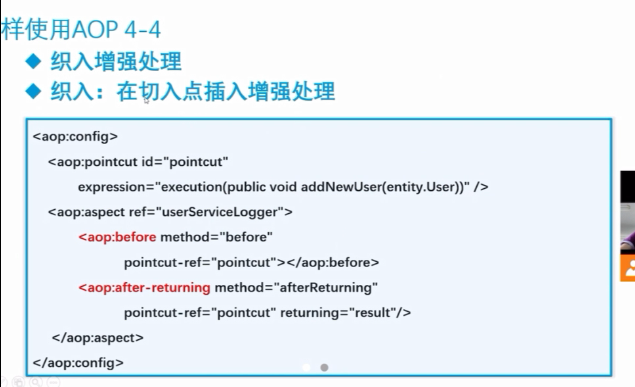 样使用AOP 4-4
织入增强处理
织入：在切入点插入增强处理
<aop:config>
<aop:pointcut id="pointcut"
expression="execution(public void addNewUser(entity.User))" />
<aop:aspect ref="userServiceLogger">
<aop:before method="before"
pointcut-ref="pointcut"></aop:before>
<aop:after-returning method="afterReturning"
pointcut-ref="pointcut" returning="result"/>
</aop:aspect>
</aop:config>